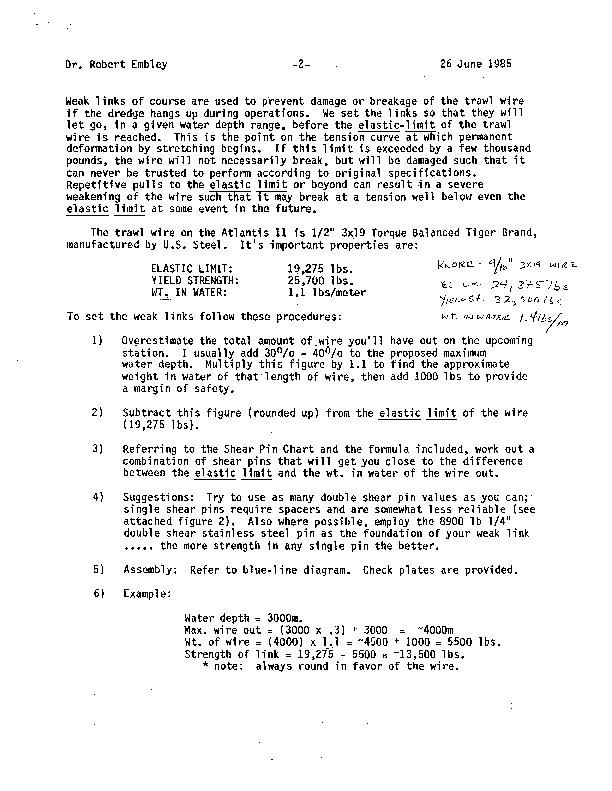 Dr. Robert Embley -2- 26 June 1985
Weak links of course are used to prevent damage or breakage of the trawl wire
if the dredge hangs up during operations. We set the links so that they will
let go, in a given water depth range, before the elastic-limit of the trawl
wire is reached. This is the point on the tension curve at which permanent
deformation by stretching begins. If this limit is exceeded by a few thousand
pounds, the wire will not necessarily break, but will be damaged such that it
can never be trusted to perform according to original specifications.
Repetitive pulls to the elastic limit or beyond can result in a severe
weakening of the wire such that it may break at a tension well below even the
elastic limit at some event in the future.
The trawl wire on the Atlantis II is 1/2" 3x19 Torque Balanced Tiger Brand,
manufactured by U.S. Steel. It's important properties are:
ELASTIC LIMIT: 19,275 lbs.
YIELD STRENGTH: 25,700 lbs.
WT. IN WATER: 1.1 lbs/meter
KNORR - 9/16" 3x19 WIRE
EL LIM 24,375 lbs
YIELD ST. 32,500 lbs
WT. IN WATER 1.4 lbs/m
To set the weak links follow these procedures:
1) Overestimate the total amount of wire you'll have out on the upcoming
station. I usually add 30% - 40% to the proposed maximum
water depth. Multiply this figure by 1.1 to find the approximate
weight in water of that length of wire, then add 1000 lbs to provide
a margin of safety.
2) Subtract this figure (rounded up) from the elastic limit of the wire
(19,275 lbs).
3) Referring to the Shear Pin Chart and the formula included, work out a
combination of shear pins that will get you close to the difference
between the elastic limit and the wt. in water of the wire out.
4) Suggestions: Try to use as many double shear pin values as you can;
single shear pins require spacers and are somewhat less reliable (see
attached figure 2). Also where possible, employ the 8900 lb 1/4"
double shear stainless steel pin as the foundation of your weak link
..... the more strength in any single pin the better.
5) Assembly: Refer to blue-line diagram. Check plates are provided.
6) Example:
Water depth = 3000m.
Max. wire out = (3000 x .3) + 3000 = ~4000m
Wt. of wire = (4000) x 1.1 = ~4500 + 1000 = 5500 lbs.
Strength of link = 19,275 - 5500 = ~13,500 lbs.
* note: always round in favor of the wire.